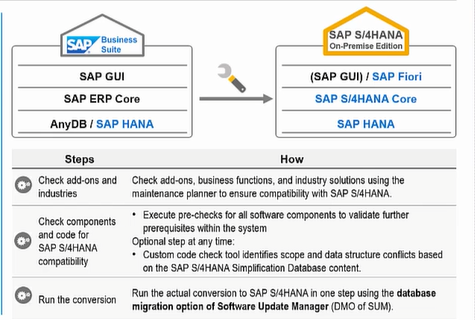 SAP Business
Suite
SAP S/4HANA
On-Premise Edition
SAP GUI
(SAP GUI) / SAP Fiori
SAP ERP Core
SAP S/4HANA Core
AnyDB / SAP HANA
SAP HANA
Steps
How
Check add-ons and
industries
Check add-ons, business functions, and industry solutions using the
maintenance planner to ensure compatibility with SAP S/4HANA.
Check components
and code for
SAP S/4HANA
compatibility
• Execute pre-checks for all software components to validate further
prerequisites within the system
Optional step at any time:
• Custom code check tool identifies scope and data structure conflicts based
on the SAP S/4HANA Simplification Database content.
Run the conversion
Run the actual conversion to SAP S/4HANA in one step using the database
migration option of Software Update Manager (DMO of SUM).